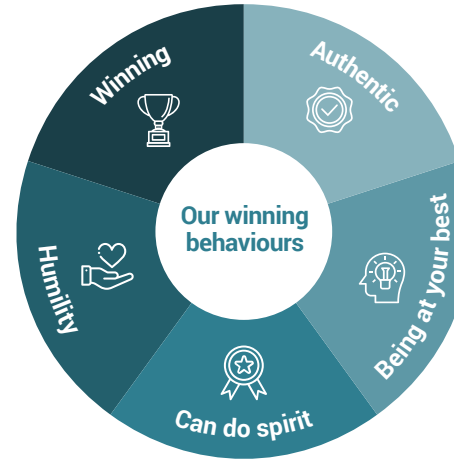 Winning
Authentic
Our winning
behaviours
Humility
Being at your best
Can do spirit